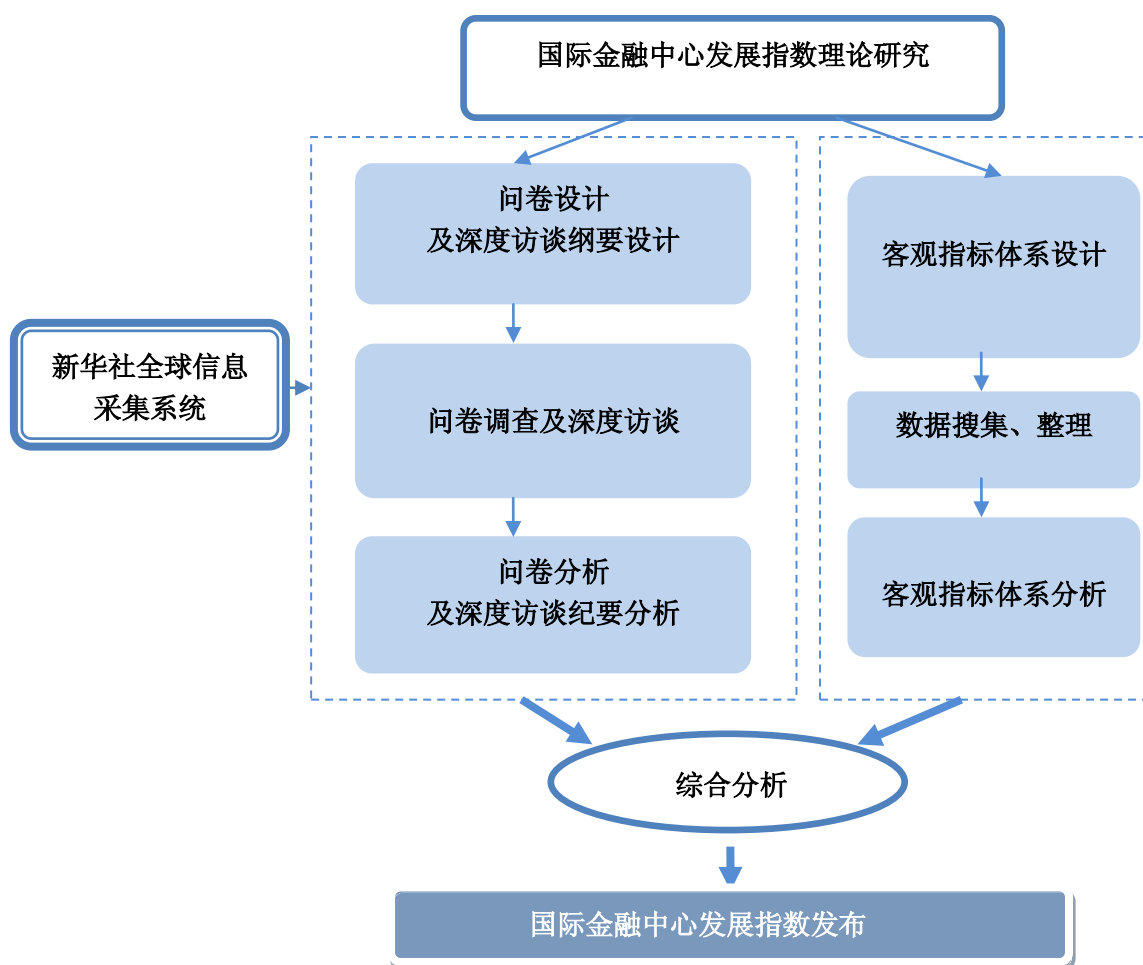 国际金融中心发展指数理论研究
问卷设计
及深度访谈纲要设计
客观指标体系设计
新华社全球信息
采集系统
问卷调查及深度访谈
数据搜集、整理
问卷分析
及深度访谈纪要分析
客观指标体系分析
综合分析
国际金融中心发展指数发布